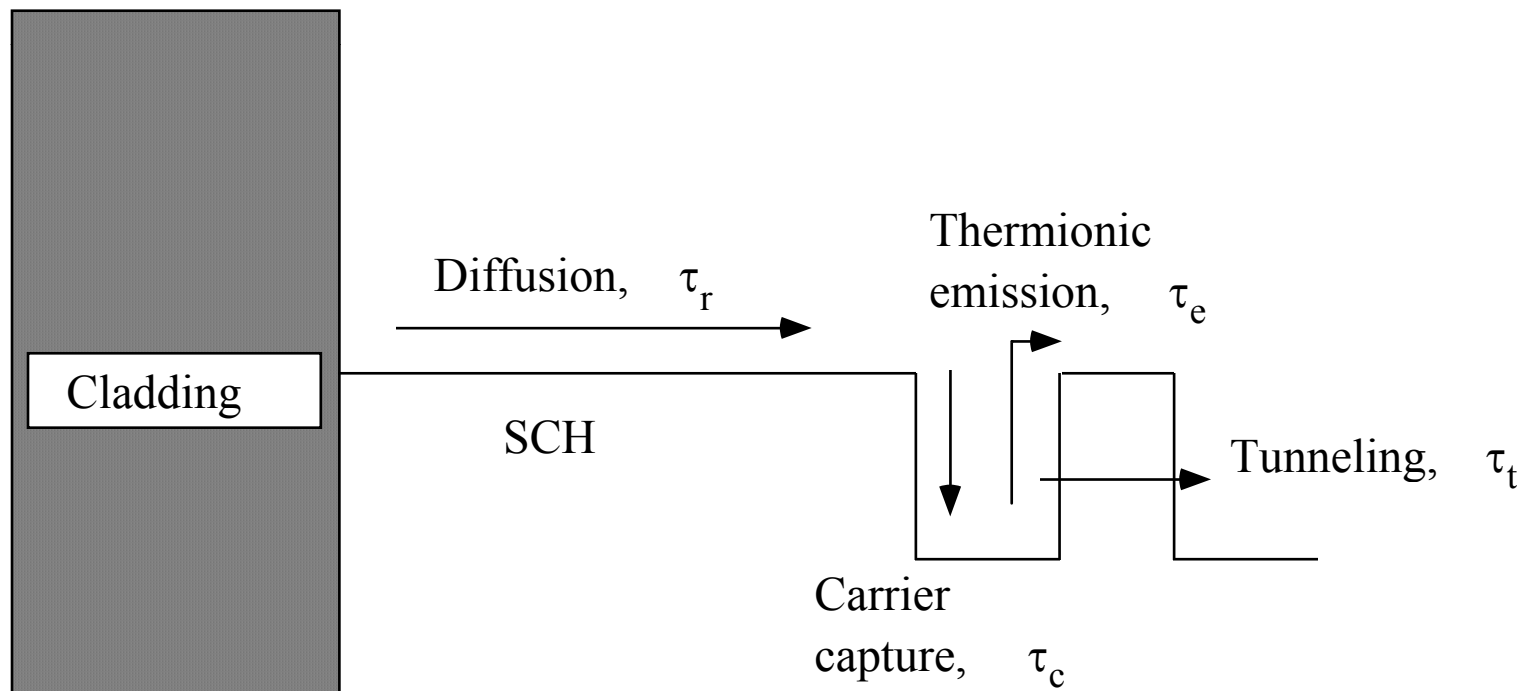 Thermionic
emission, τe
Diffusion, τr
Cladding
SCH
Tunneling, τt
Carrier
capture, τc